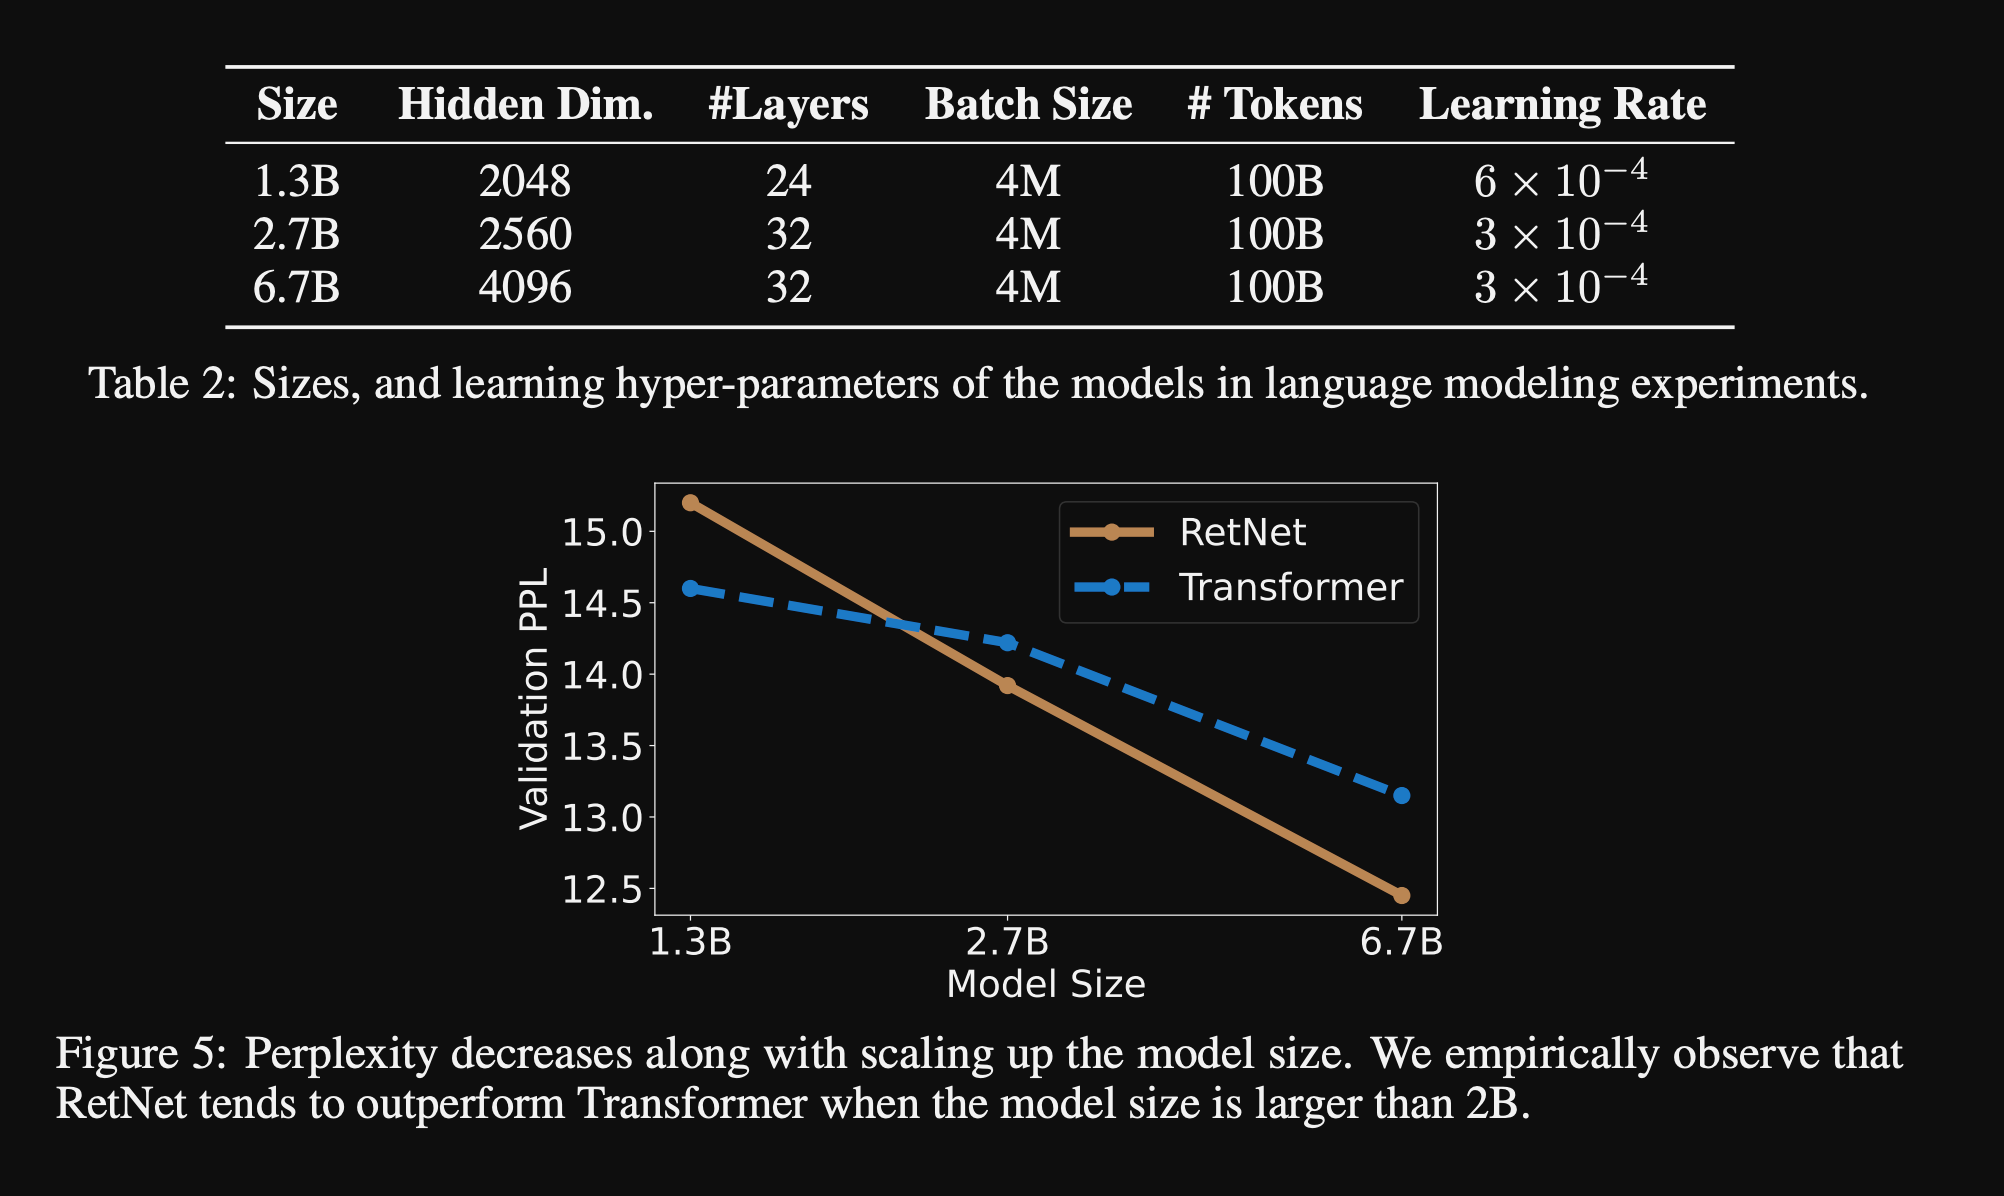 Size Hidden Dim. #Layers Batch Size # Tokens Learning Rate
1.3B 2048 24 4M 100B 6 × 10⁻⁴
2.7B 2560 32 4M 100B 3 × 10⁻⁴
6.7B 4096 32 4M 100B 3 × 10⁻⁴
Table 2: Sizes, and learning hyper-parameters of the models in language modeling experiments.
Validation PPL
15.0
14.5
14.0
13.5
13.0
12.5
RetNet
Transformer
1.3B 2.7B 6.7B
Model Size
Figure 5: Perplexity decreases along with scaling up the model size. We empirically observe that
RetNet tends to outperform Transformer when the model size is larger than 2B.